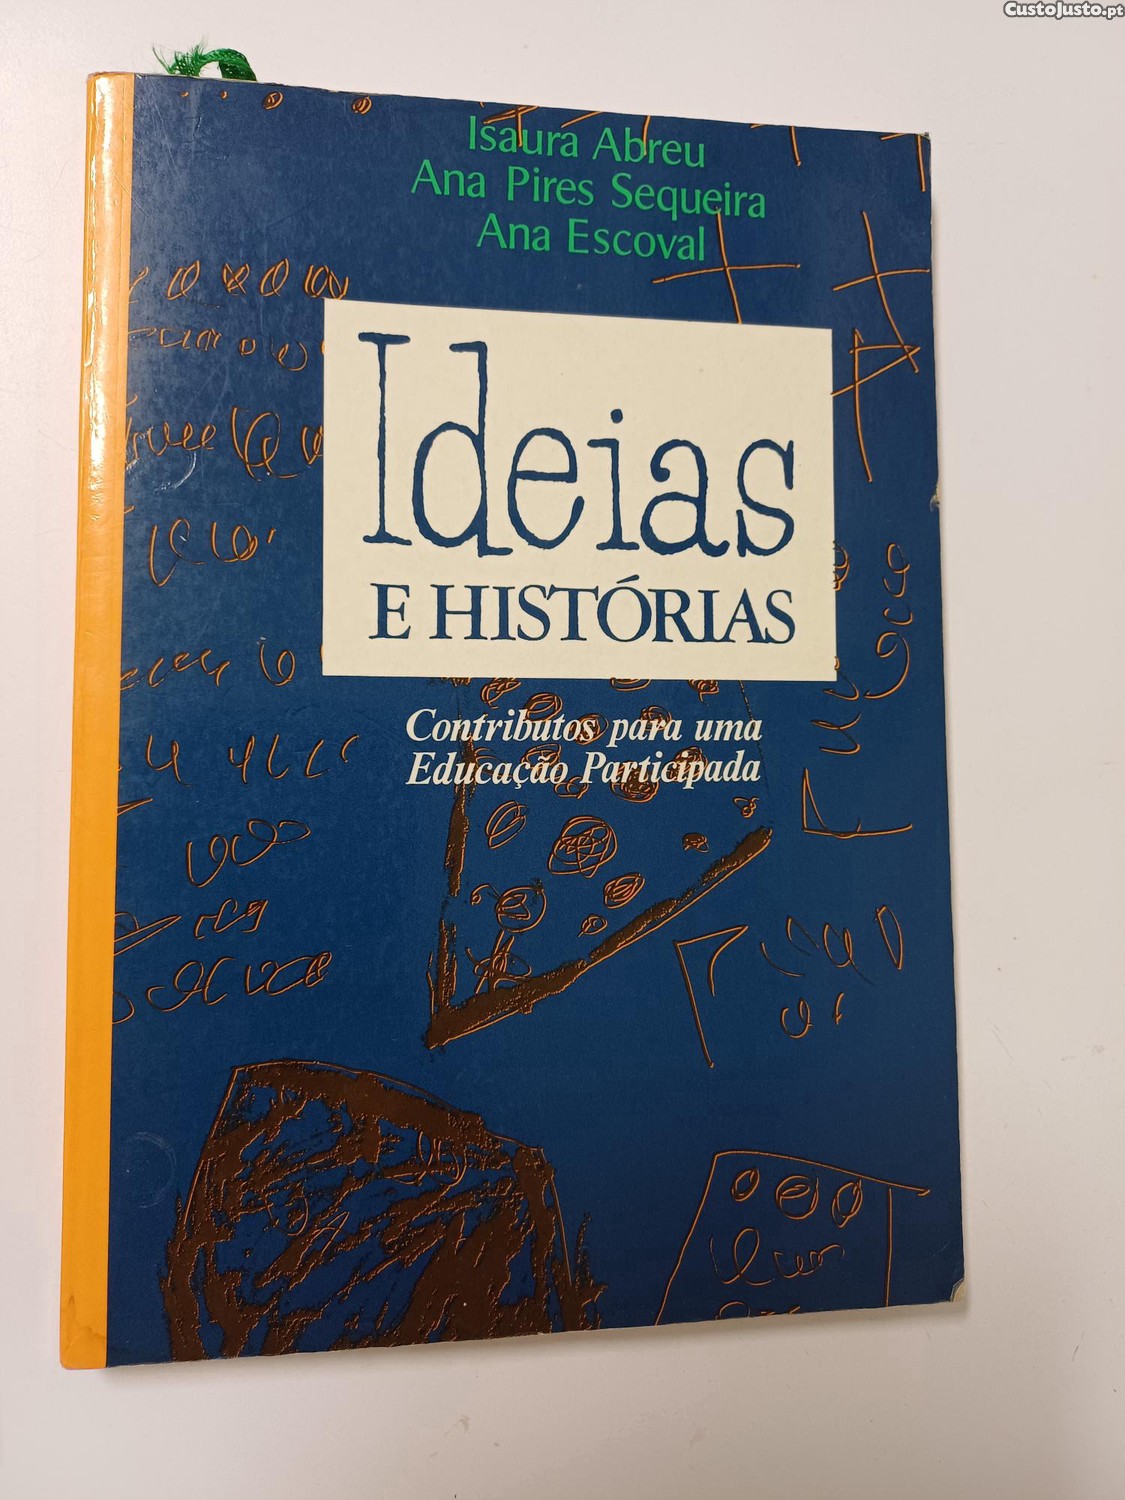 CustoJusto.pt
Isaura Abreu
Ana Pires Sequeira
Ana Escoval
Ideias
E HISTÓRIAS
Contributos para uma
Educação Participada